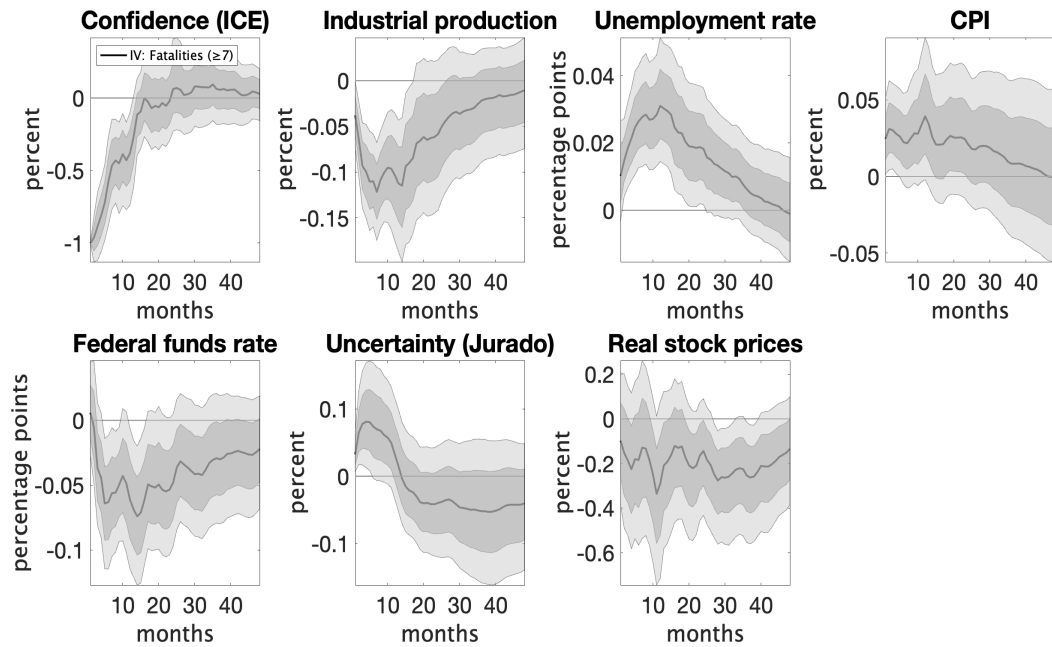 Confidence (ICE)
IV: Fatalities (≥7)
0
-0.5
-1
percent
10 20 30 40
months
Industrial production
0
-0.05
-0.1
-0.15
percent
10 20 30 40
months
Unemployment rate
0.04
0.02
0
percentage points
10 20 30 40
months
CPI
0.05
0
-0.05
percent
10 20 30 40
months
Federal funds rate
0
-0.05
-0.1
percentage points
10 20 30 40
months
Uncertainty (Jurado)
0.1
0
-0.1
percent
10 20 30 40
months
Real stock prices
0.2
0
-0.2
-0.4
-0.6
percent
10 20 30 40
months